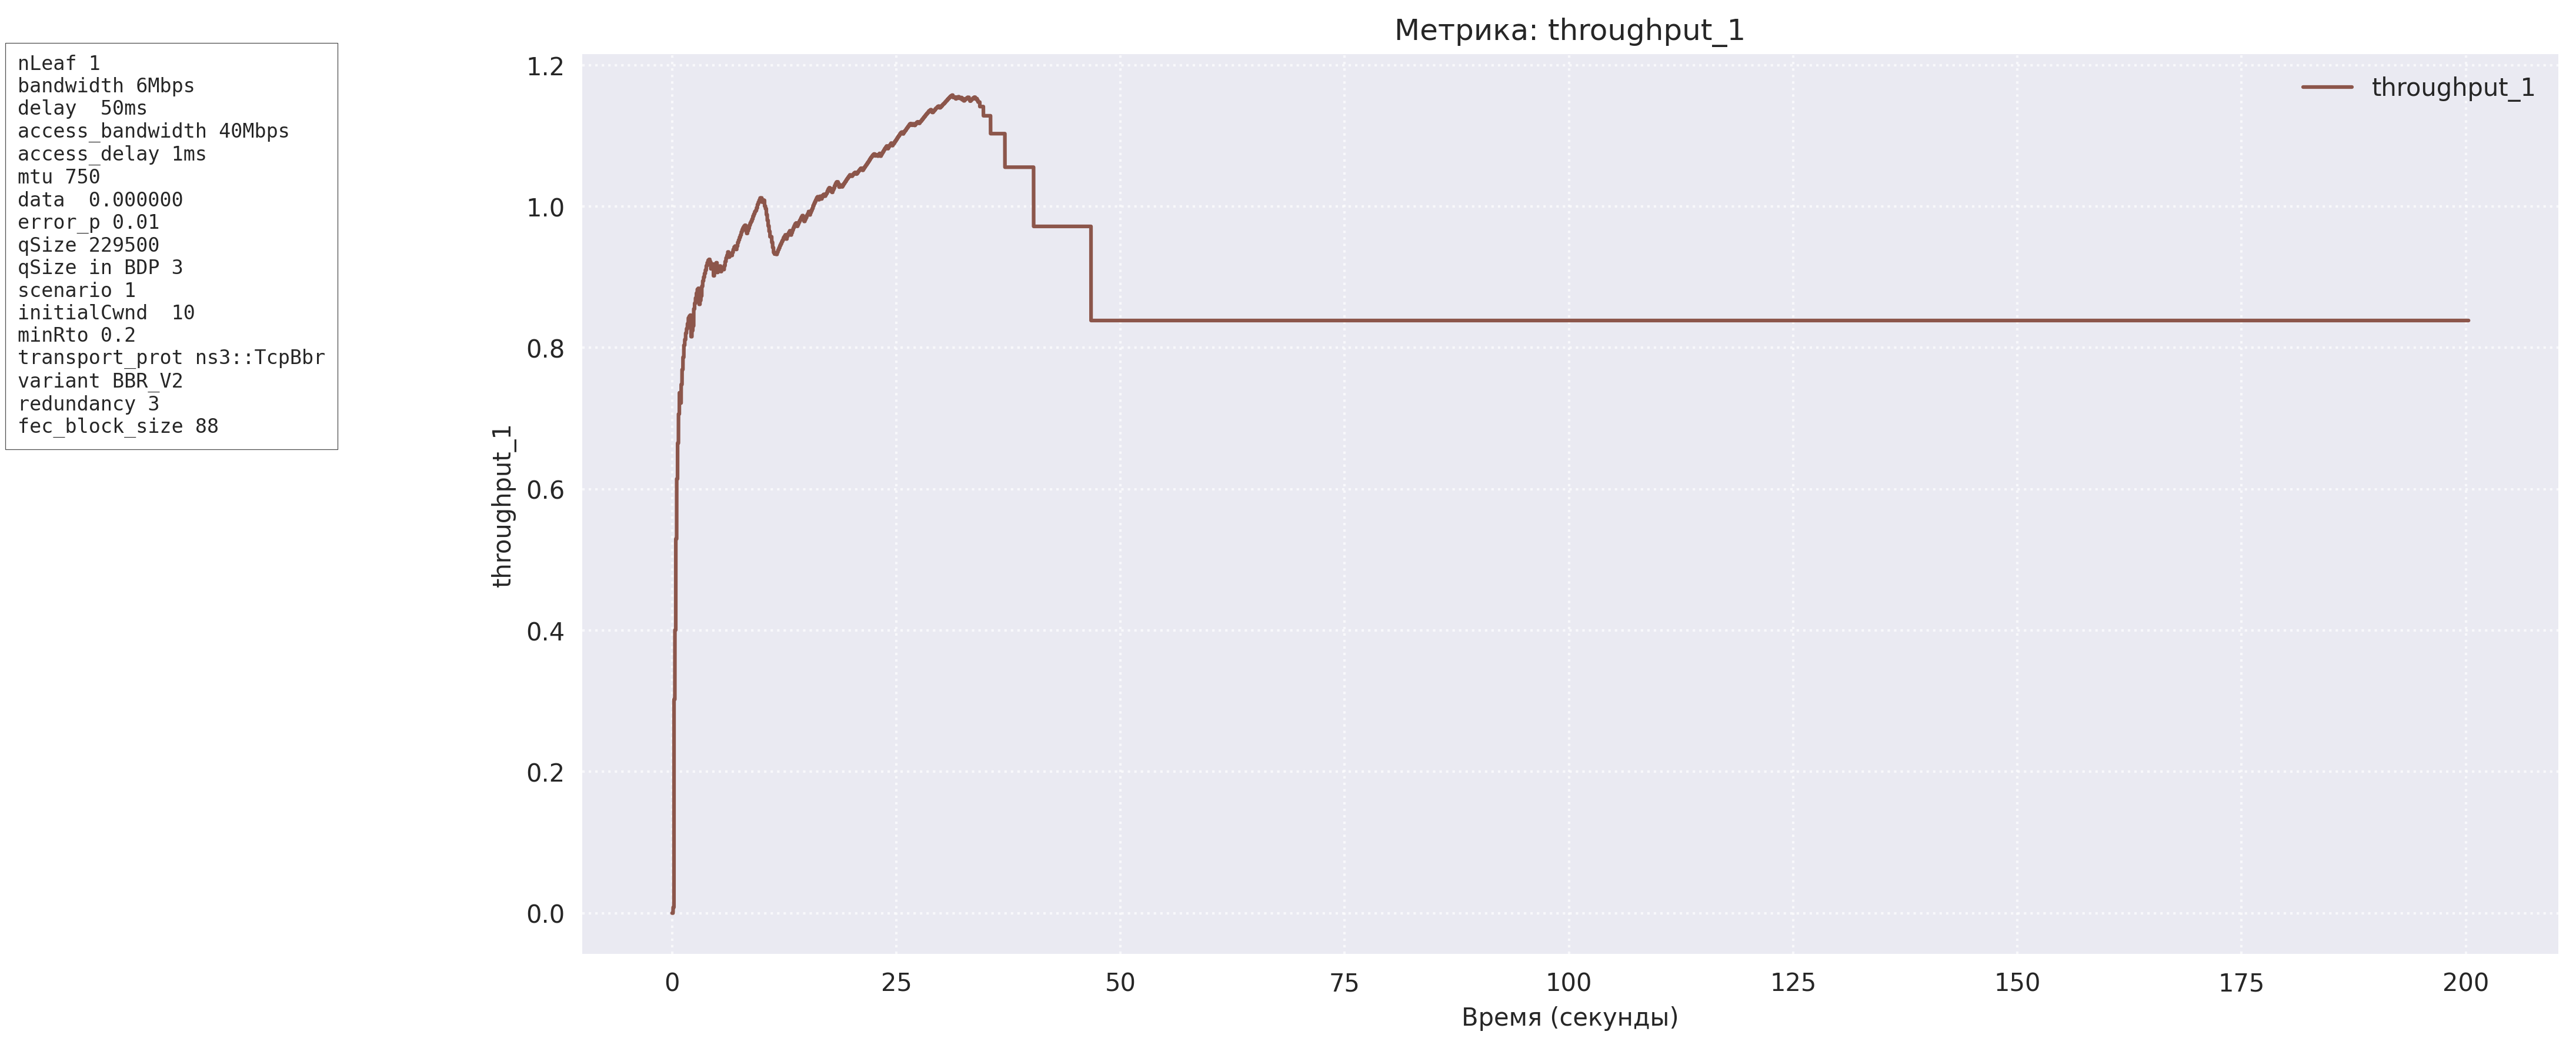 Метрика: throughput_1
nLeaf 1
bandwidth 6Mbps
delay  50ms
access_bandwidth 40Mbps
access_delay 1ms
mtu 750
data  0.000000
error_p 0.01
qSize 229500
qSize in BDP 3
scenario 1
initialCwnd  10
minRto 0.2
transport_prot ns3::TcpBbr
variant BBR_V2
redundancy 3
fec_block_size 88
throughput_1
throughput_1
1.2
1.0
0.8
0.6
0.4
0.2
0.0
0 25 50 75 100 125 150 175 200
Время (секунды)